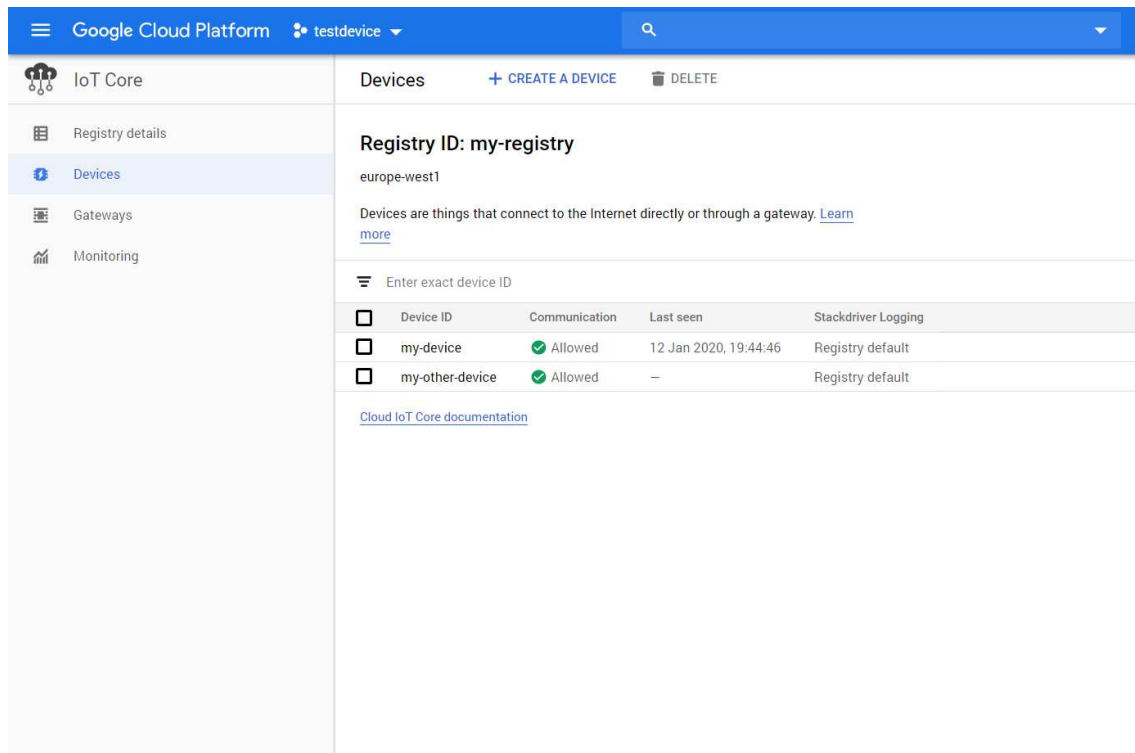 Google Cloud Platform testdevice
IoT Core
Registry details
Devices
Gateways
Monitoring
Devices CREATE A DEVICE DELETE
Registry ID: my-registry
europe-west1
Devices are things that connect to the Internet directly or through a gateway. Learn
more
Enter exact device ID
Device ID Communication Last seen Stackdriver Logging
my-device Allowed 12 Jan 2020, 19:44:46 Registry default
my-other-device Allowed — Registry default
Cloud IoT Core documentation